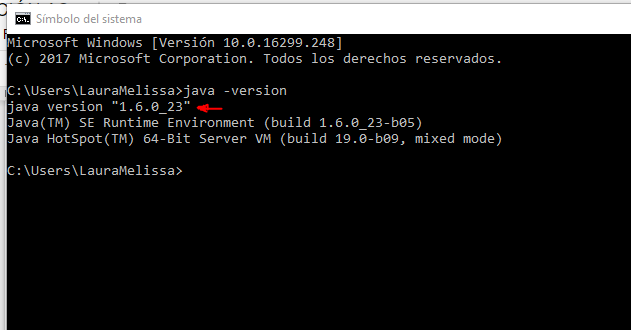 Símbolo del sistema
Microsoft Windows [Versión 10.0.16299.248]
(c) 2017 Microsoft Corporation. Todos los derechos reservados.
C:\Users\LauraMelissa>java -version
java version "1.6.0_23"
Java(TM) SE Runtime Environment (build 1.6.0_23-b05)
Java HotSpot(TM) 64-Bit Server VM (build 19.0-b09, mixed mode)
C:\Users\LauraMelissa>